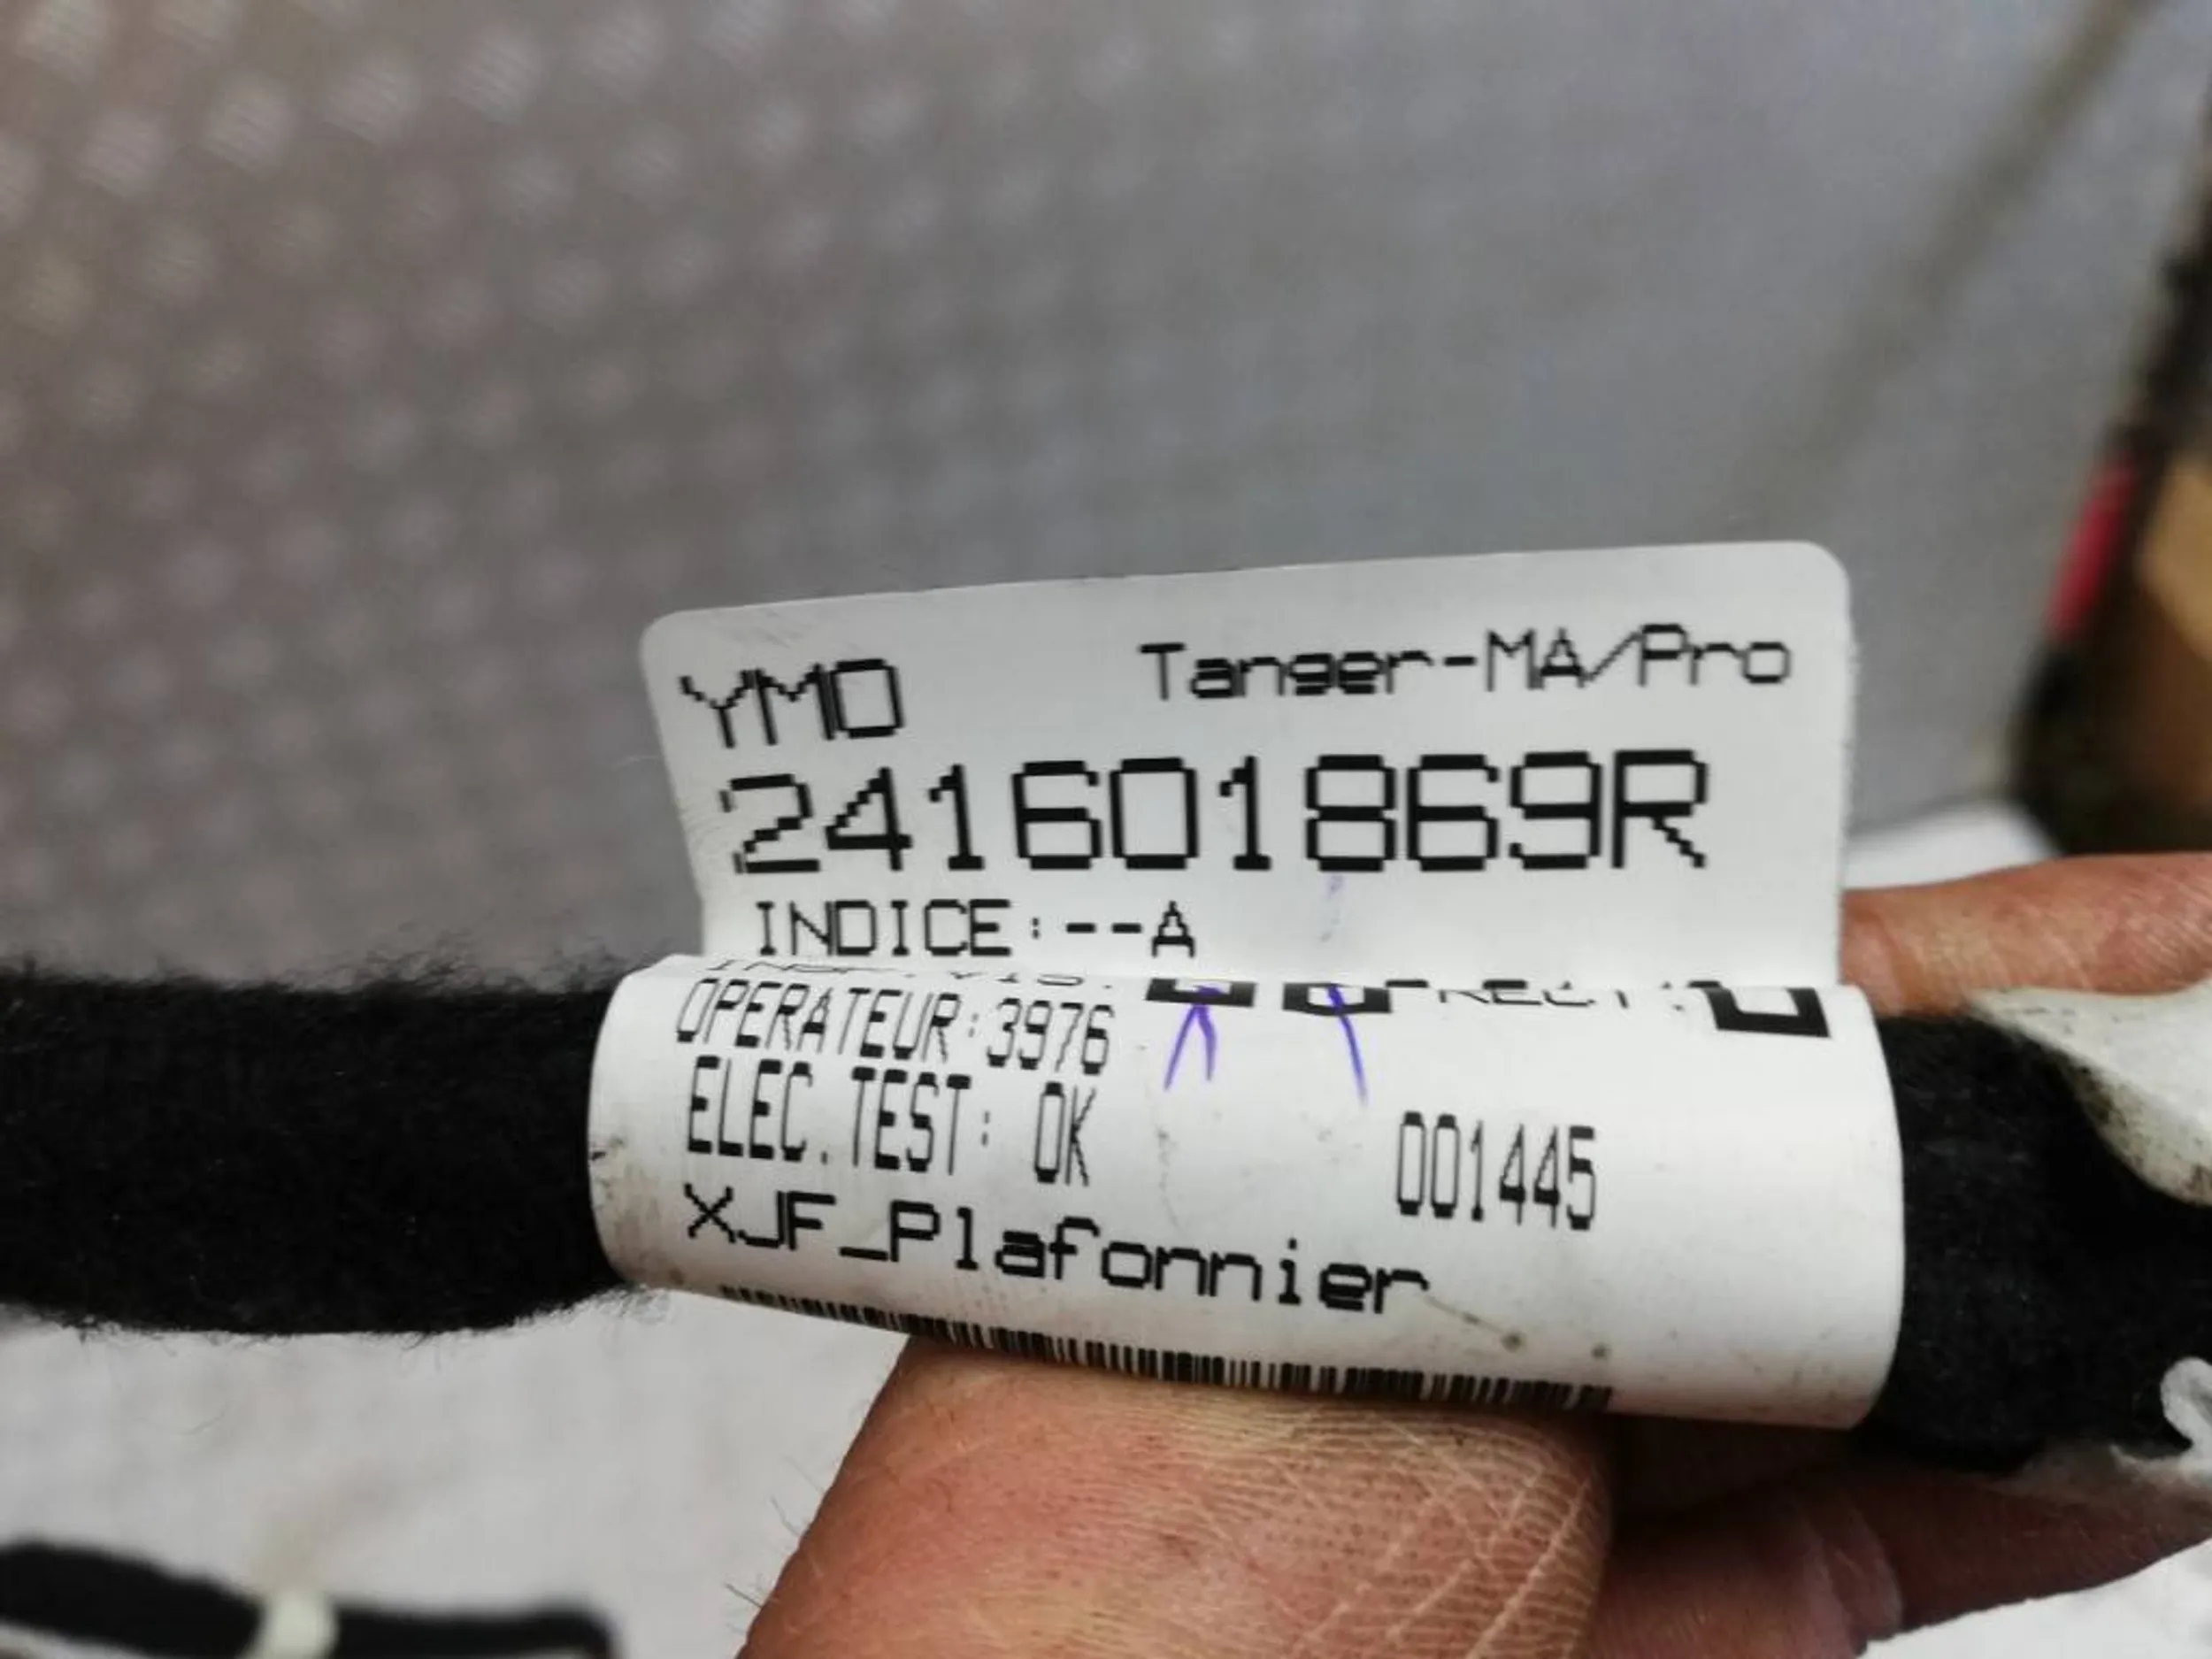 YMO Tanger-MA/Pro
241601869R
INDICE:--A
OPERATEUR:3976
ELEC.TEST: OK 001445
XJF_Plafonnier